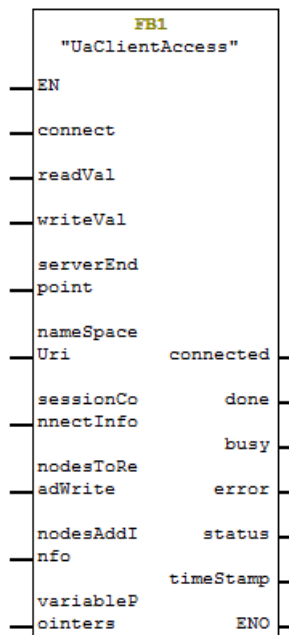 FB1
"UaClientAccess"
EN
connect
readVal
writeVal
serverEnd
point
nameSpace
Uri connected
sessionCo done
nnectInfo
busy
nodesToRe
adWrite error
nodesAddI status
nfo
timeStamp
variableP
ointers ENO